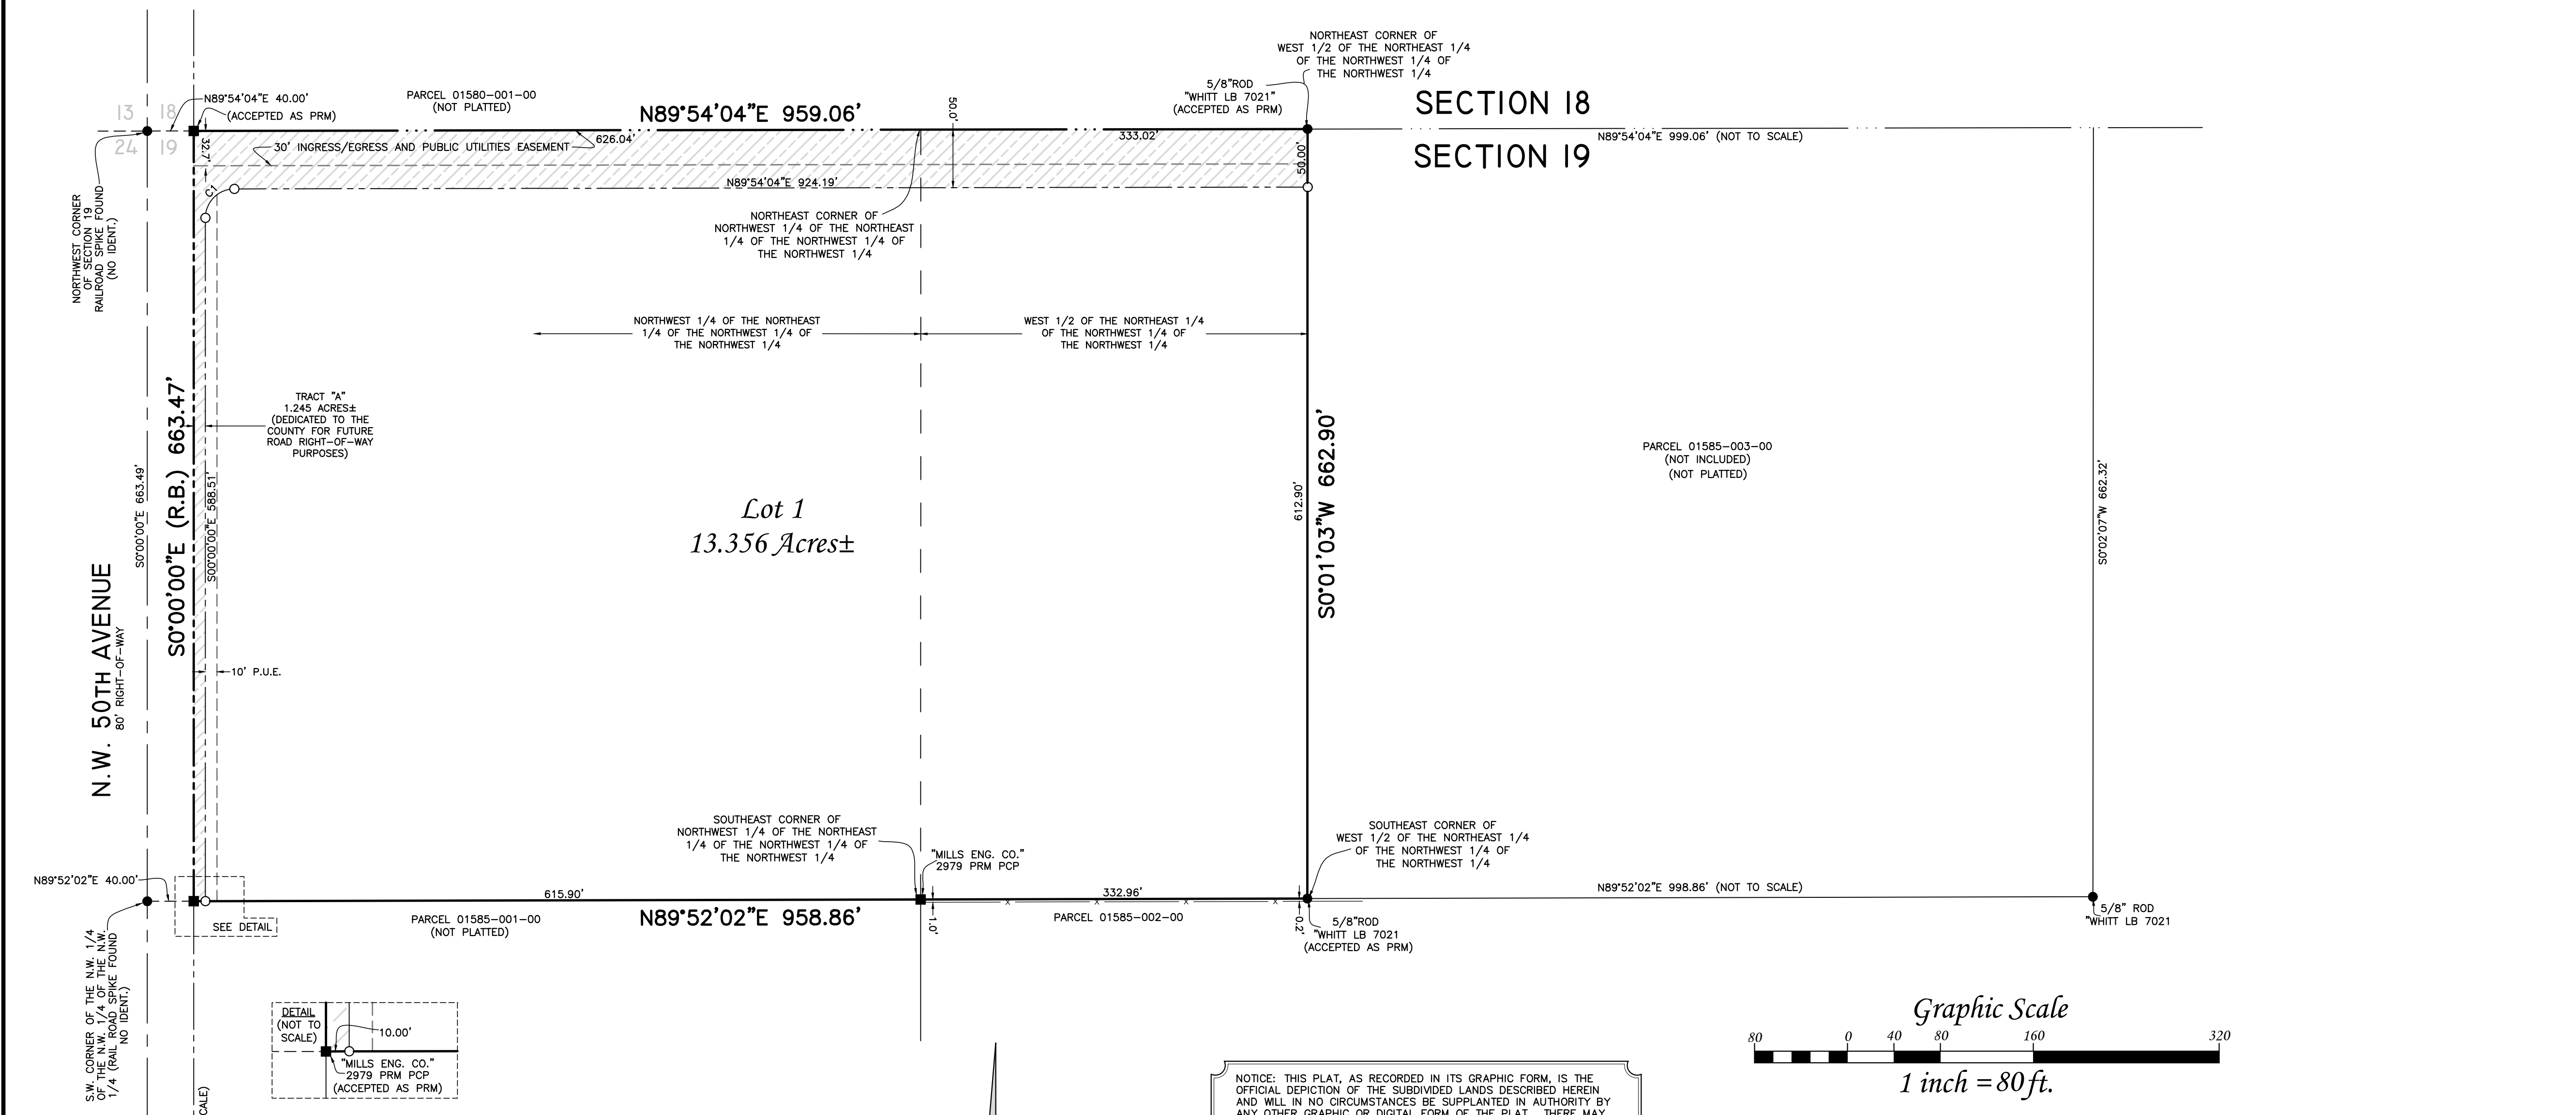 NORTHEAST CORNER OF
WEST 1/2 OF THE NORTHEAST 1/4
OF THE NORTHWEST 1/4 OF
THE NORTHWEST 1/4
5/8"ROD
"WHITT LB 7021"
(ACCEPTED AS PRM)
SECTION 18
N89°54'04"E 999.06' (NOT TO SCALE)
SECTION 19
13 18
24 19
N89°54'04"E 40.00'
(ACCEPTED AS PRM)
PARCEL 01580-001-00
(NOT PLATTED)
N89°54'04"E 959.06'
50.0'
626.04'
333.02'
32.7'
30' INGRESS/EGRESS AND PUBLIC UTILITIES EASEMENT
50.00'
C1
N89°54'04"E 924.19'
NORTHWEST CORNER
OF SECTION 19
RAILROAD SPIKE FOUND
(NO IDENT.)
NORTHEAST CORNER OF
NORTHWEST 1/4 OF THE NORTHEAST
1/4 OF THE NORTHWEST 1/4 OF
THE NORTHWEST 1/4
NORTHWEST 1/4 OF THE NORTHEAST
1/4 OF THE NORTHWEST 1/4 OF
THE NORTHWEST 1/4
WEST 1/2 OF THE NORTHEAST 1/4
OF THE NORTHWEST 1/4 OF
THE NORTHWEST 1/4
TRACT "A"
1.245 ACRES±
(DEDICATED TO THE
COUNTY FOR FUTURE
ROAD RIGHT-OF-WAY
PURPOSES)
S0°00'00"E 663.49'
S0°00'00"E (R.B.) 663.47'
S00°00'00"E 588.51'
N.W. 50TH AVENUE
80' RIGHT-OF-WAY
10' P.U.E.
Lot 1
13.356 Acres±
612.90'
S0°01'03"W 662.90'
PARCEL 01585-003-00
(NOT INCLUDED)
(NOT PLATTED)
S0°02'07"W 662.32'
SOUTHEAST CORNER OF
NORTHWEST 1/4 OF THE NORTHEAST
1/4 OF THE NORTHWEST 1/4 OF
THE NORTHWEST 1/4
"MILLS ENG. CO."
2979 PRM PCP
SOUTHEAST CORNER OF
WEST 1/2 OF THE NORTHEAST 1/4
OF THE NORTHWEST 1/4 OF
THE NORTHWEST 1/4
N89°52'02"E 40.00'
615.90'
332.96'
N89°52'02"E 998.86' (NOT TO SCALE)
PARCEL 01585-001-00
(NOT PLATTED)
N89°52'02"E 958.86'
1.0'
PARCEL 01585-002-00
0.2'
5/8"ROD
"WHITT LB 7021
(ACCEPTED AS PRM)
5/8" ROD
"WHITT LB 7021
SEE DETAIL
S.W. CORNER OF THE N.W. 1/4
OF THE N.W. 1/4 OF THE N.W.
1/4 (RAIL ROAD SPIKE FOUND
NO IDENT.)
DETAIL
(NOT TO
SCALE)
10.00'
"MILLS ENG. CO."
2979 PRM PCP
(ACCEPTED AS PRM)
CALE)
Graphic Scale
80 0 40 80 160 320
1 inch = 80 ft.
NOTICE: THIS PLAT, AS RECORDED IN ITS GRAPHIC FORM, IS THE
OFFICIAL DEPICTION OF THE SUBDIVIDED LANDS DESCRIBED HEREIN
AND WILL IN NO CIRCUMSTANCES BE SUPPLANTED IN AUTHORITY BY
ANY OTHER GRAPHIC OR DIGITAL FORM OF THE PLAT. THERE MAY